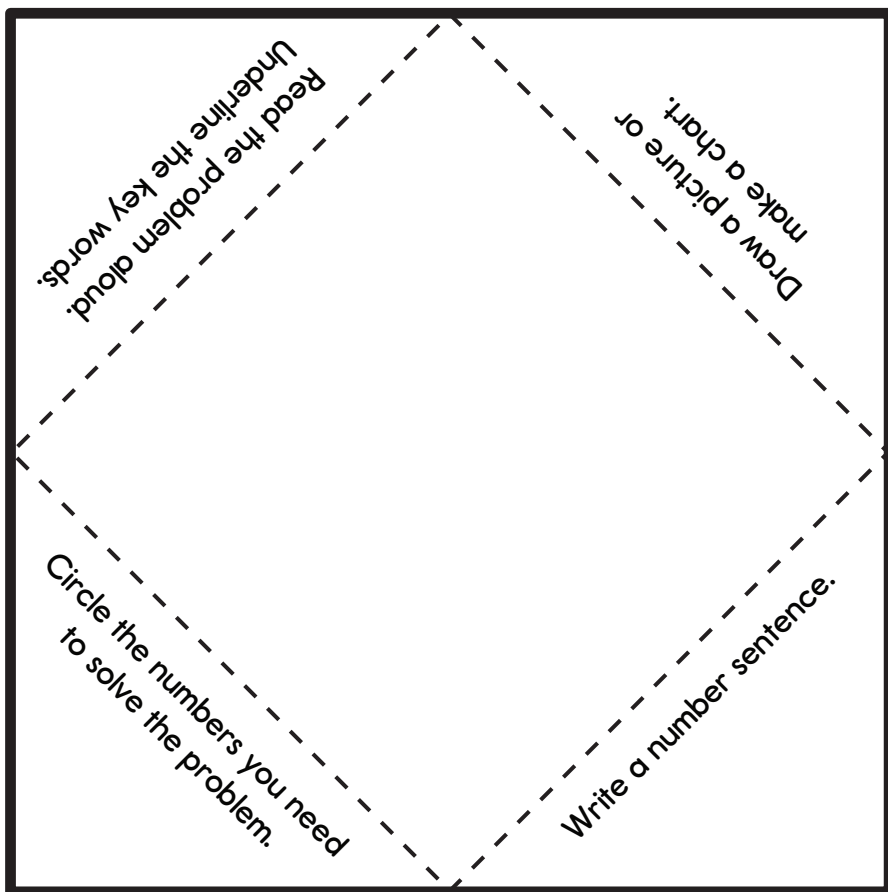 Read the problem aloud.
Underline the key words.
Draw a picture or
make a chart.
Circle the numbers you need
to solve the problem.
Write a number sentence.